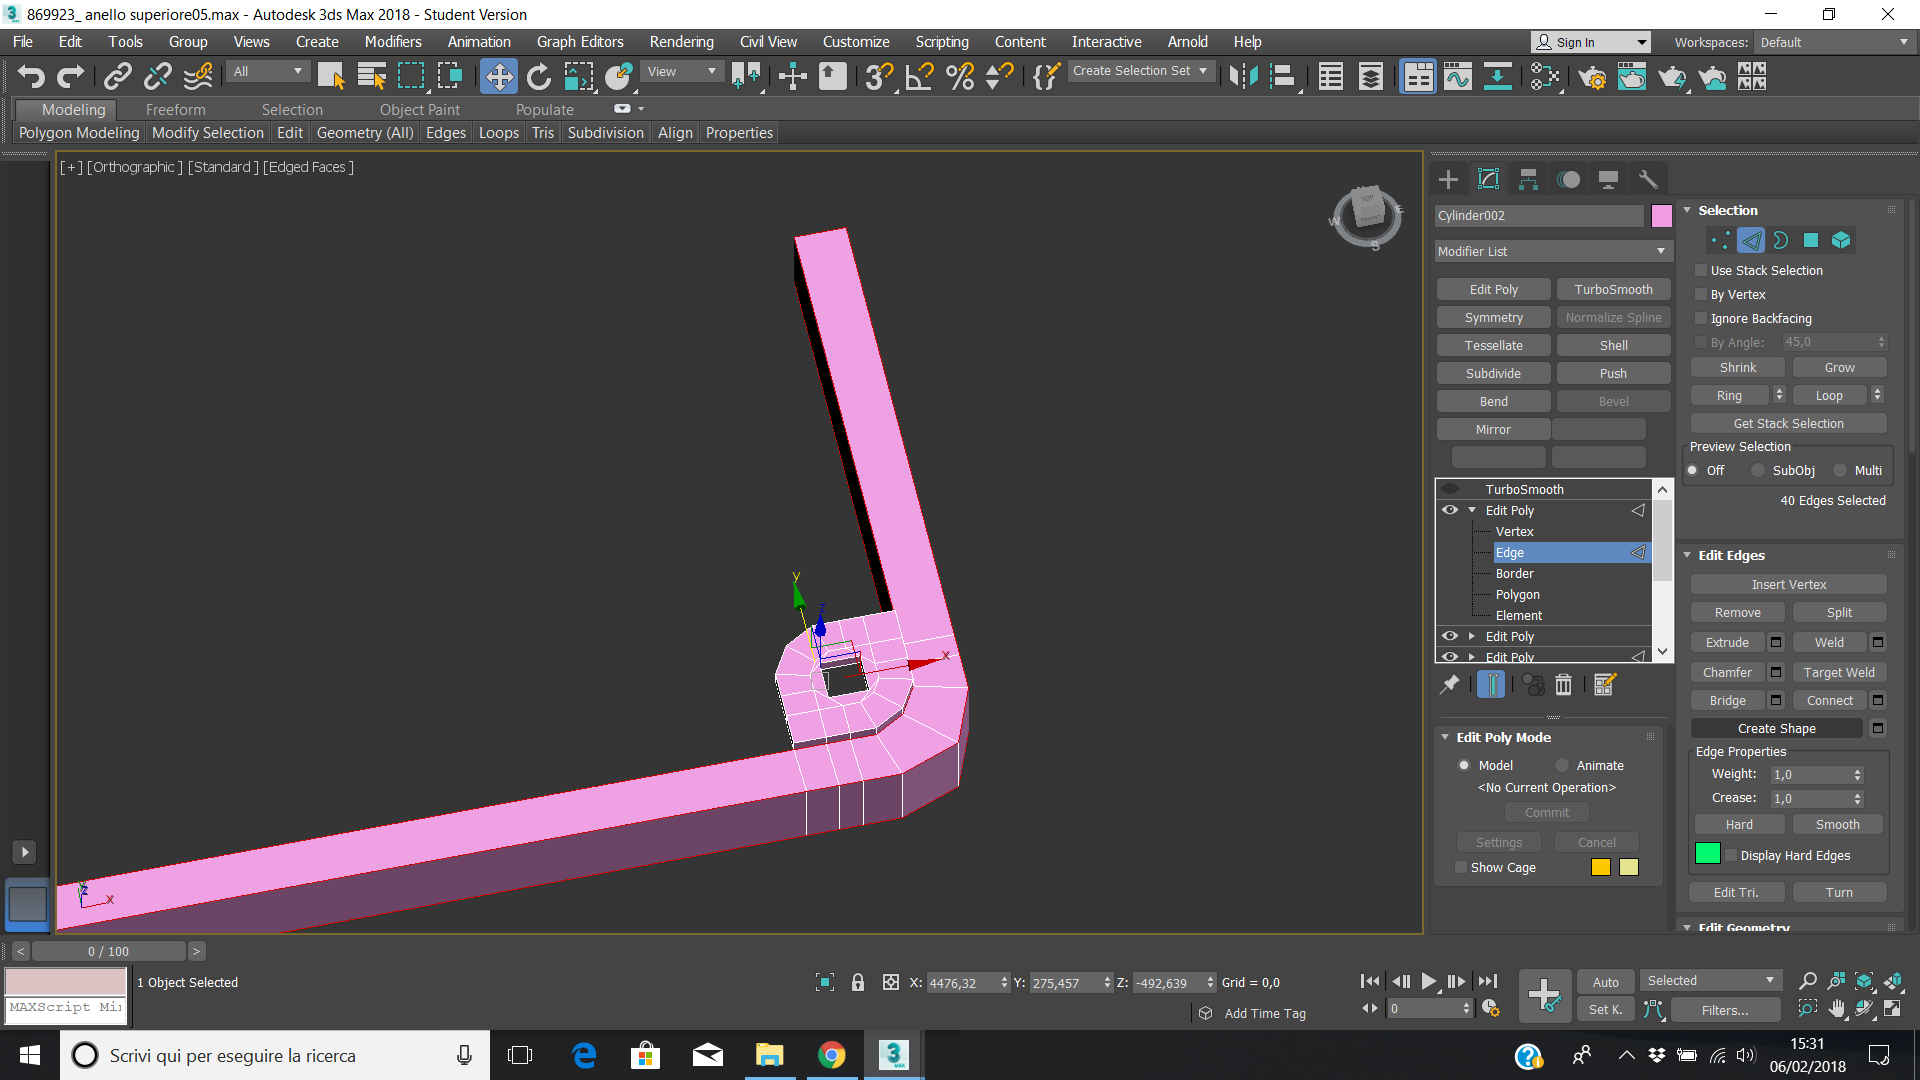 869923_ anello superiore05.max - Autodesk 3ds Max 2018 - Student Version
File Edit Tools Group Views Create Modifiers Animation Graph Editors Rendering Civil View Customize Scripting Content Interactive Arnold Help Sign In Workspaces: Default
All View Create Selection Set
Modeling Freeform Selection Object Paint Populate
Polygon Modeling Modify Selection Edit Geometry (All) Edges Loops Tris Subdivision Align Properties
[+] [Orthographic ] [Standard ] [Edged Faces ]
TOP
FRONT
W
E
S
y
z
x
z
x
Cylinder002
Modifier List
Edit Poly TurboSmooth
Symmetry Normalize Spline
Tessellate Shell
Subdivide Push
Bend Bevel
Mirror
TurboSmooth
Edit Poly
Vertex
Edge
Border
Polygon
Element
Edit Poly
Edit Poly
Edit Poly Mode
Model Animate
<No Current Operation>
Commit
Settings Cancel
Show Cage
Selection
Use Stack Selection
By Vertex
Ignore Backfacing
By Angle: 45,0
Shrink Grow
Ring Loop
Get Stack Selection
Preview Selection
Off SubObj Multi
40 Edges Selected
Edit Edges
Insert Vertex
Remove Split
Extrude Weld
Chamfer Target Weld
Bridge Connect
Create Shape
Edge Properties
Weight: 1,0
Crease: 1,0
Hard Smooth
Display Hard Edges
Edit Tri. Turn
Edit Geometry
< 0 / 100 >
1 Object Selected
MAXScript Mi
X: 4476,32 Y: 275,457 Z: -492,639 Grid = 0,0
Add Time Tag
0
Auto Selected
Set K. Filters...
Scrivi qui per eseguire la ricerca
3
MAX
15:31
06/02/2018